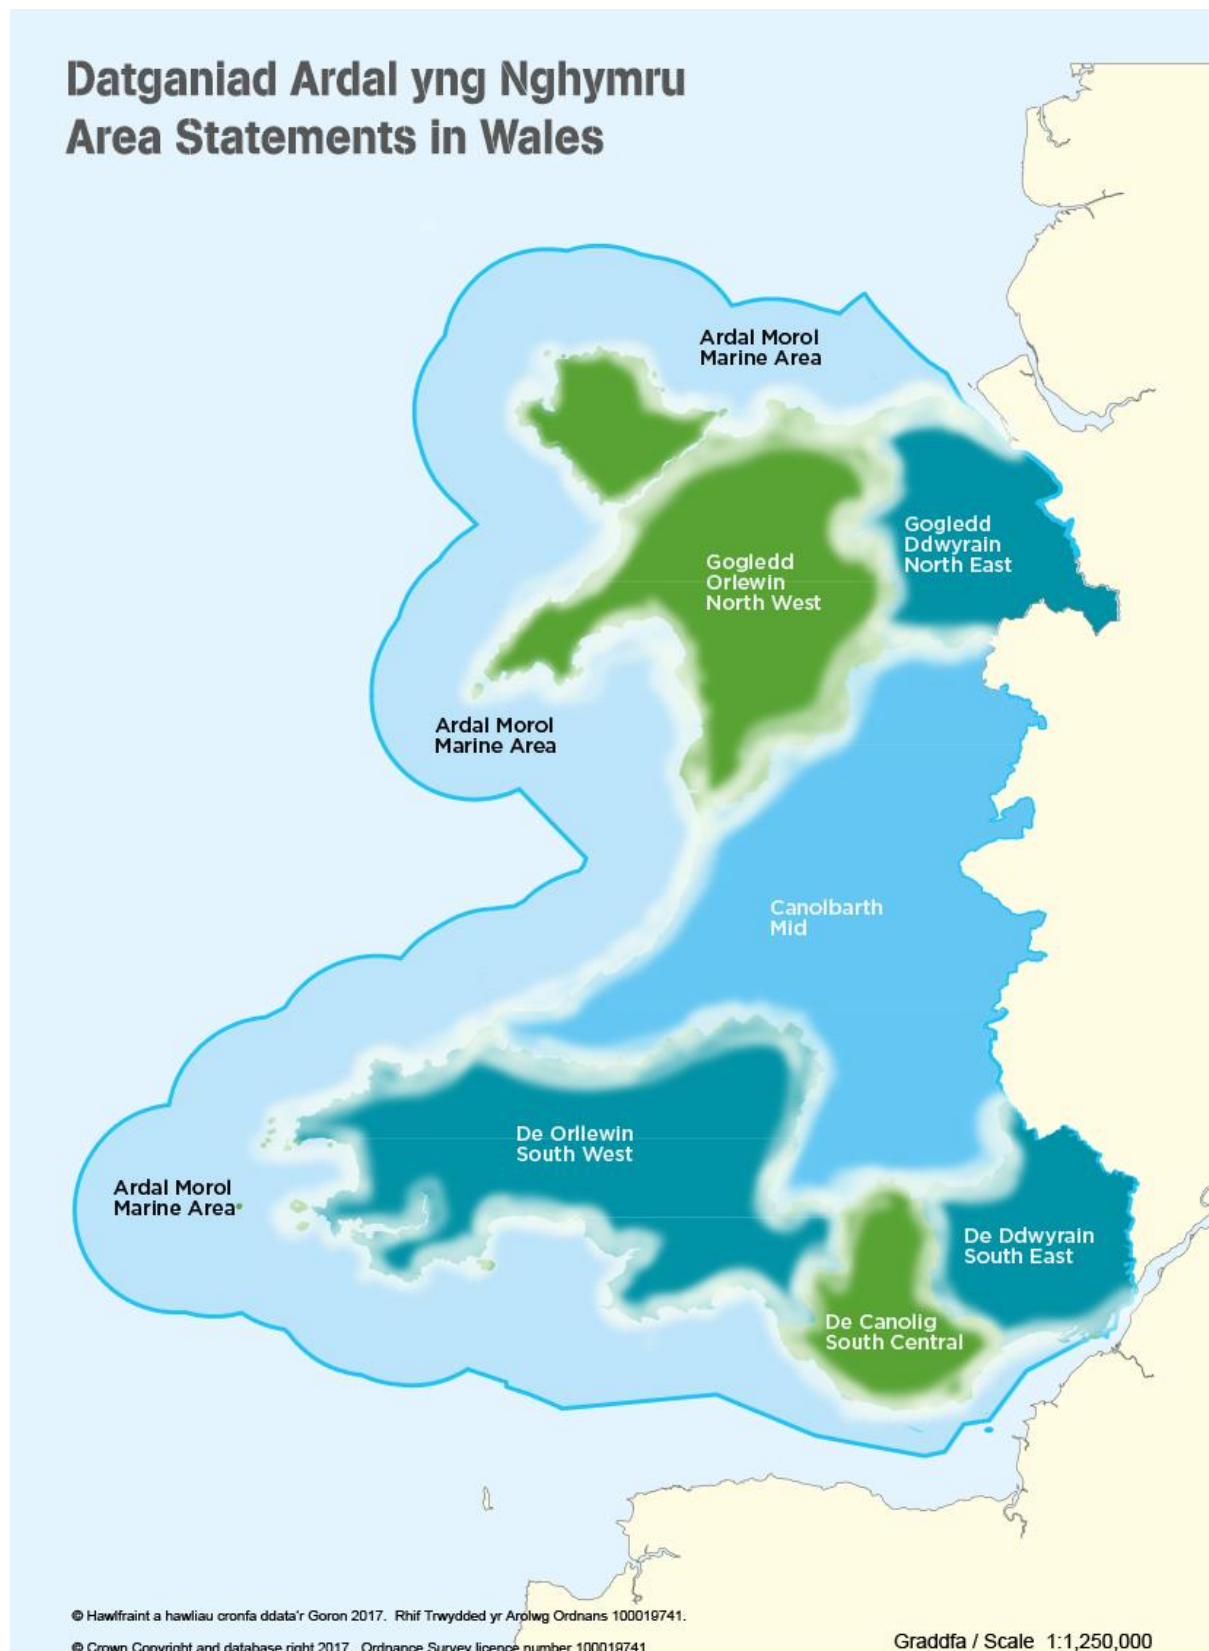 Datganiad Ardal yng Nghymru
Area Statements in Wales
Ardal Morol
Marine Area
Gogledd
Ddwyrain
North East
Gogledd
Orlewin
North West
Ardal Morol
Marine Area
Canolbarth
Mid
De Orllewin
South West
Ardal Morol
Marine Area
De Ddwyrain
South East
De Canolig
South Central
© Hawlfraint a hawliau cronfa ddata'r Goron 2017. Rhif Trwydded yr Arolwg Ordnans 100019741.
© Crown Copyright and database right 2017. Ordnance Survey licence number 100019741
Graddfa / Scale 1:1,250,000